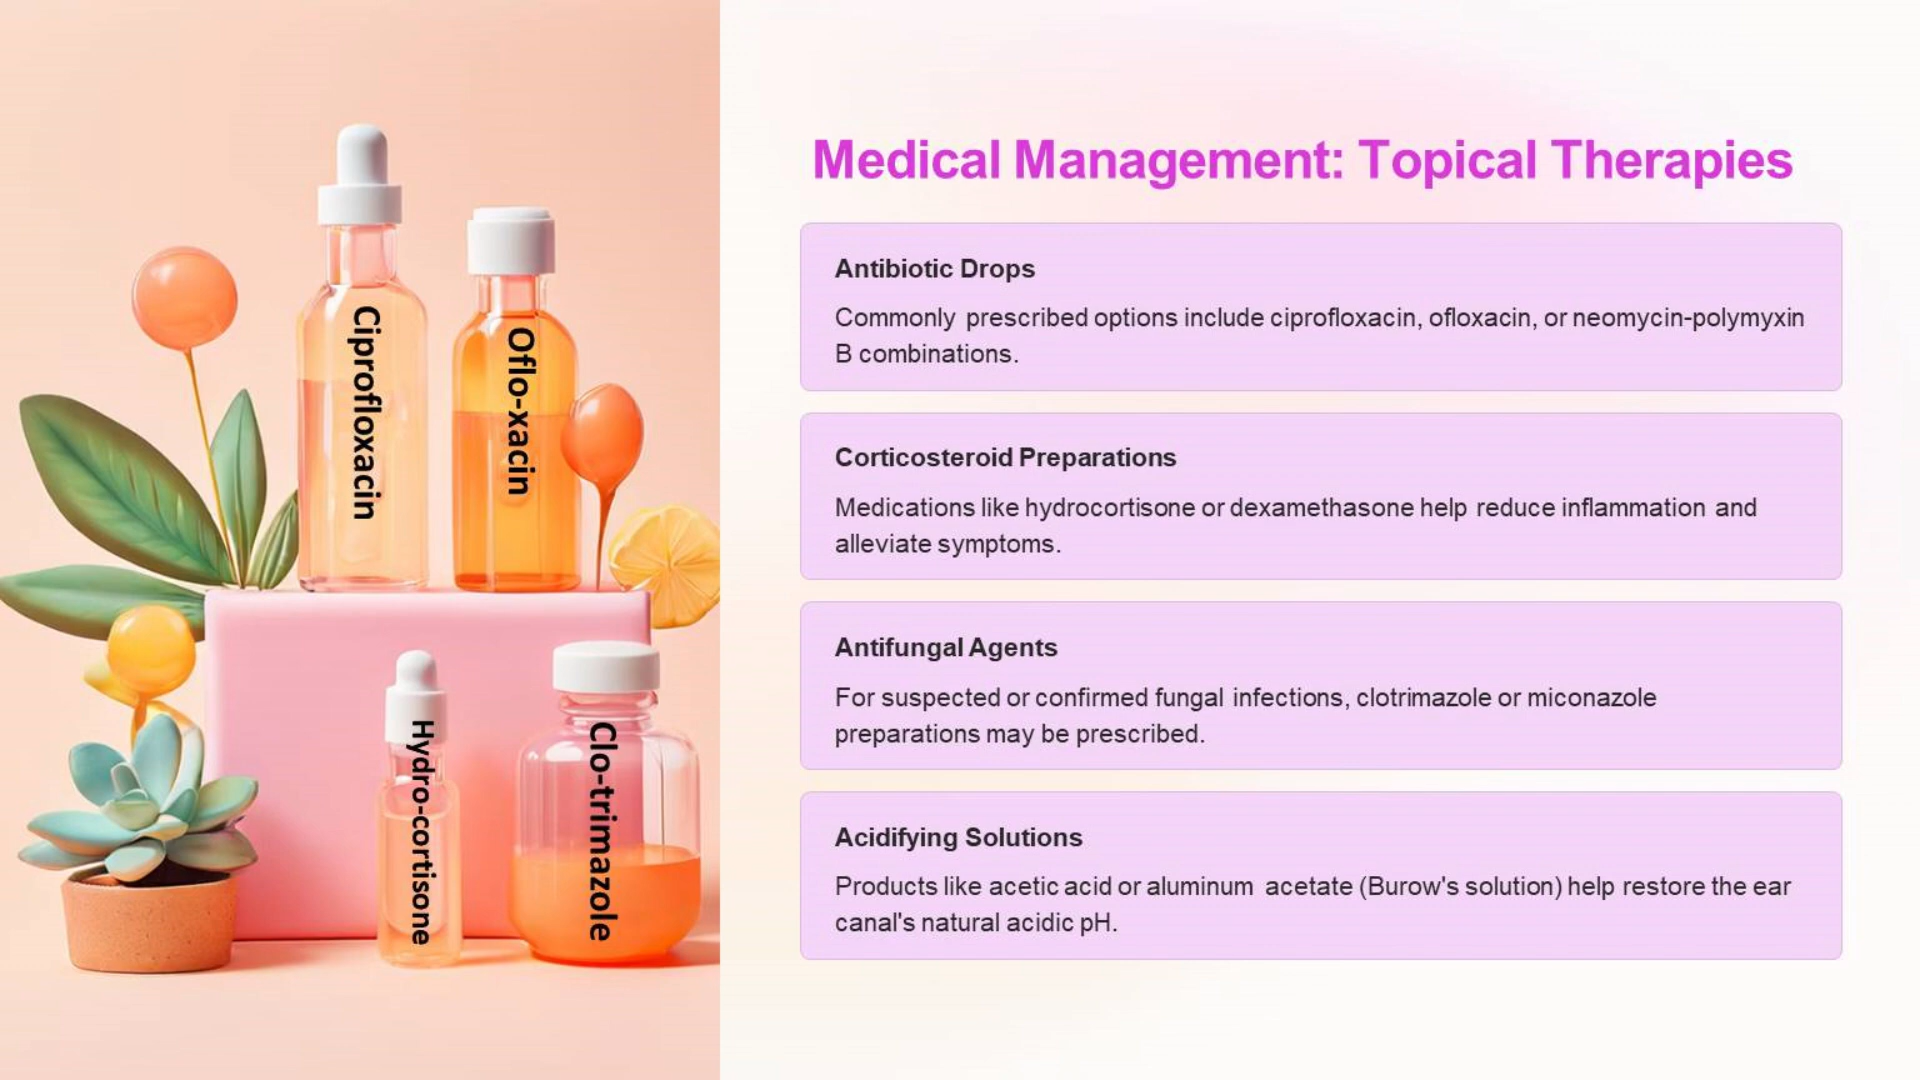 Ciprofloxacin
Oflo-xacin
Hydro-cortisone
Clo-trimazole
Medical Management: Topical Therapies
Antibiotic Drops
Commonly prescribed options include ciprofloxacin, ofloxacin, or neomycin-polymyxin
B combinations.
Corticosteroid Preparations
Medications like hydrocortisone or dexamethasone help reduce inflammation and
alleviate symptoms.
Antifungal Agents
For suspected or confirmed fungal infections, clotrimazole or miconazole
preparations may be prescribed.
Acidifying Solutions
Products like acetic acid or aluminum acetate (Burow's solution) help restore the ear
canal's natural acidic pH.